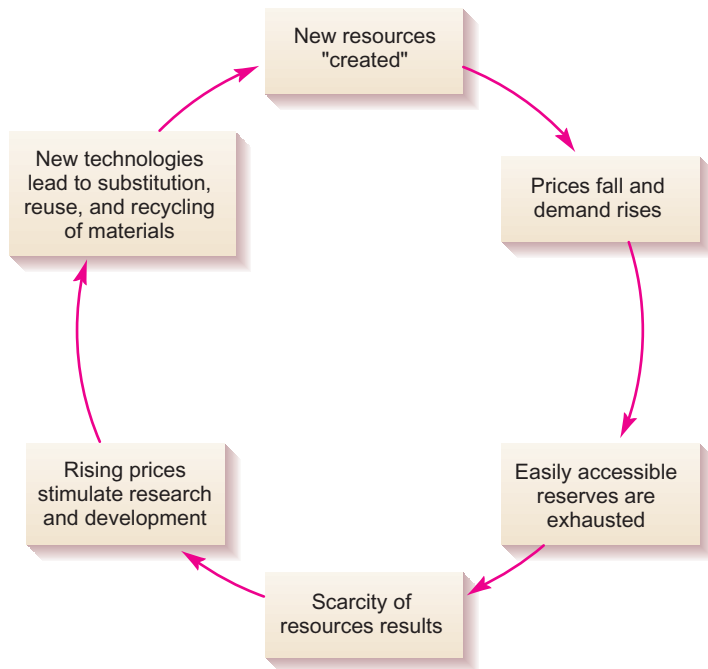 New resources
"created"
Prices fall and
demand rises
Easily accessible
reserves are
exhausted
Scarcity of
resources results
Rising prices
stimulate research
and development
New technologies
lead to substitution,
reuse, and recycling
of materials